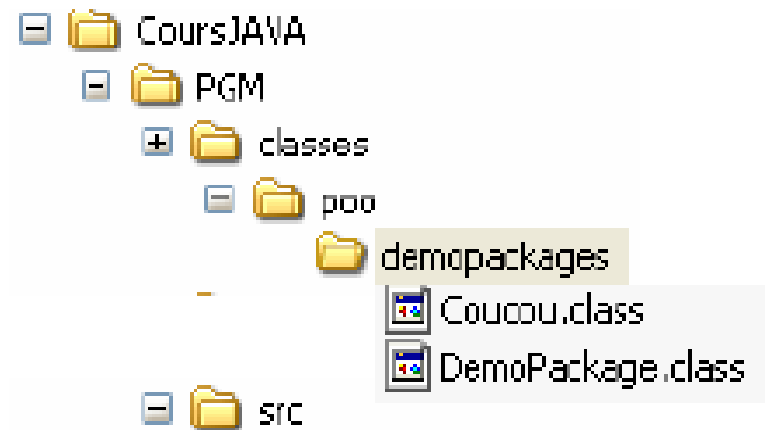 CoursJAVA
PGM
classes
poo
demopackages
Coucou.class
DemoPackage.class
src